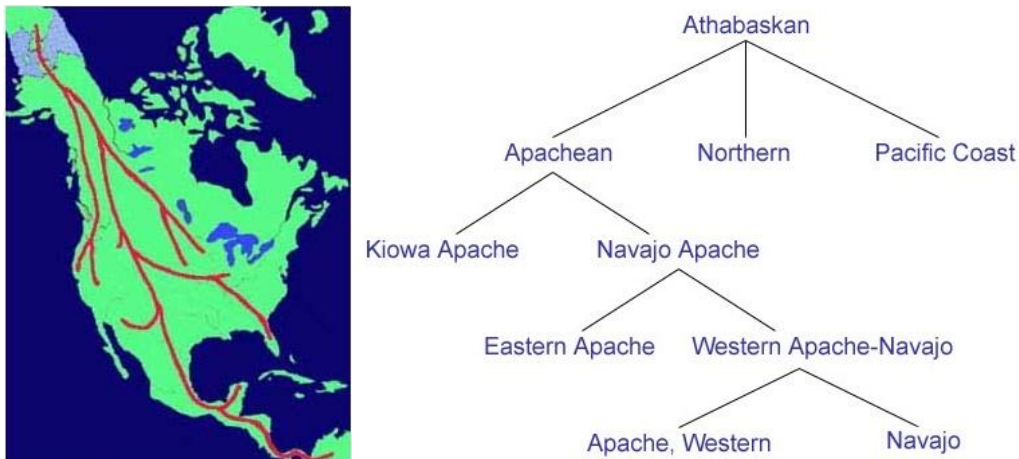 Athabaskan
Apachean Northern Pacific Coast
Kiowa Apache Navajo Apache
Eastern Apache Western Apache-Navajo
Apache, Western Navajo